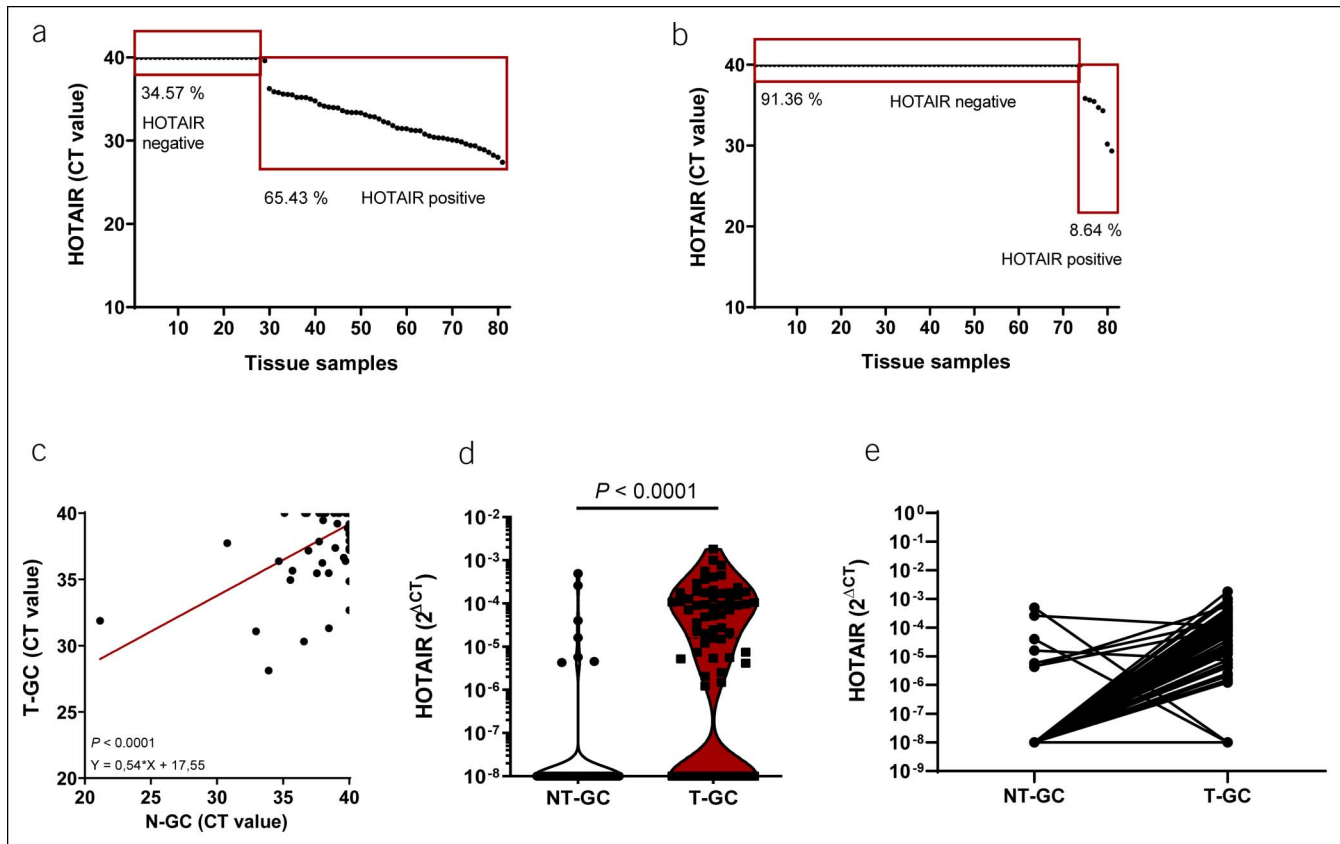 a
HOTAIR (CT value)
40
30
20
10
34.57 %
HOTAIR
negative
65.43 %
HOTAIR positive
10 20 30 40 50 60 70 80
Tissue samples
b
HOTAIR (CT value)
40
30
20
10
91.36 %
HOTAIR negative
8.64 %
HOTAIR positive
10 20 30 40 50 60 70 80
Tissue samples
c
T-GC (CT value)
40
35
30
25
20
P < 0.0001
Y = 0,54*X + 17,55
20 25 30 35 40
N-GC (CT value)
d
P < 0.0001
HOTAIR (2^ΔCT)
10^-2
10^-3
10^-4
10^-5
10^-6
10^-7
10^-8
NT-GC T-GC
e
HOTAIR (2^ΔCT)
10^0
10^-1
10^-2
10^-3
10^-4
10^-5
10^-6
10^-7
10^-8
10^-9
NT-GC T-GC